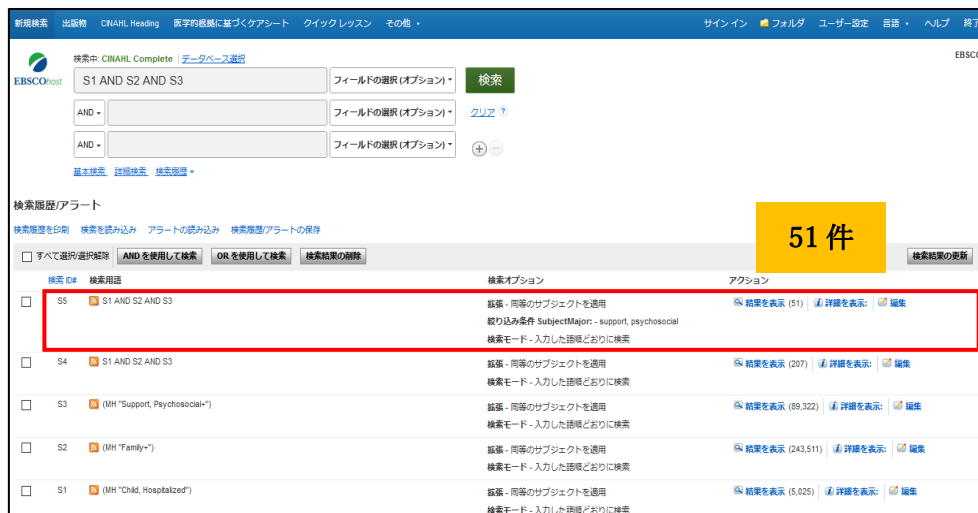 新規検索 出版物 CINAHL Heading 医学的根拠に基づくケアシート クイック レッスン その他 サイン イン フォルダ ユーザー設定 言語 ヘルプ 終了
検索中: CINAHL Complete データベース選択 EBSCO
EBSCOhost S1 AND S2 AND S3 フィールドの選択 (オプション) 検索
AND フィールドの選択 (オプション) クリア ?
AND フィールドの選択 (オプション)
基本検索 詳細検索 検索履歴
検索履歴/アラート
検索履歴を印刷 検索を読み込み アラートの読み込み 検索履歴/アラートの保存
51 件
すべて選択/選択解除 AND を使用して検索 OR を使用して検索 検索結果の削除 検索結果の更新
検索 ID# 検索用語 検索オプション アクション
S5 S1 AND S2 AND S3 拡張 - 同等のサブジェクトを適用 結果を表示 (51) 詳細を表示: 編集
絞り込み条件 SubjectMajor: - support, psychosocial
検索モード - 入力した語順どおりに検索
S4 S1 AND S2 AND S3 拡張 - 同等のサブジェクトを適用 結果を表示 (207) 詳細を表示: 編集
検索モード - 入力した語順どおりに検索
S3 (MH "Support, Psychosocial+") 拡張 - 同等のサブジェクトを適用 結果を表示 (89,322) 詳細を表示: 編集
検索モード - 入力した語順どおりに検索
S2 (MH "Family+") 拡張 - 同等のサブジェクトを適用 結果を表示 (243,511) 詳細を表示: 編集
検索モード - 入力した語順どおりに検索
S1 (MH "Child, Hospitalized") 拡張 - 同等のサブジェクトを適用 結果を表示 (5,025) 詳細を表示: 編集
検索モード - 入力した語順どおりに検索